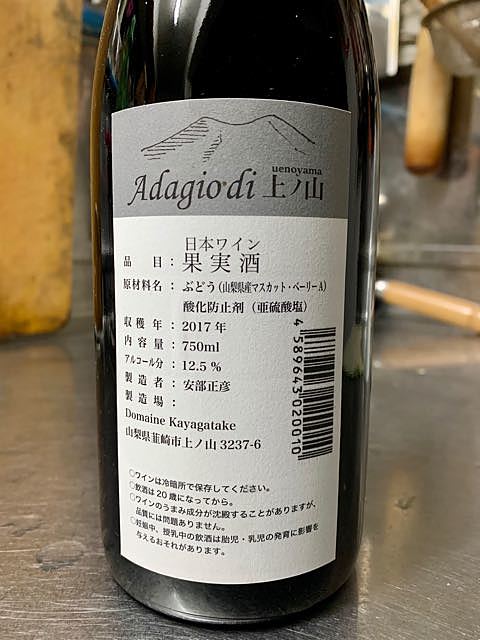 uenoyama
Adagio di 上ノ山
日本ワイン
品 目：果実酒
原材料名：ぶどう（山梨県産マスカット・ベーリーA）
酸化防止剤（亜硫酸塩）
収穫年：2017年
内容量：750ml
アルコール分：12.5％
製造者：安部正彦
製造場：
Domaine Kayagatake
山梨県韮崎市上ノ山3237-6
4589643020010
○ワインは冷暗所で保存してください。
○飲酒は20歳になってから。
○ワインのうまみ成分が沈殿することがありますが、
品質には問題ありません。
○妊娠中、授乳中の飲酒は胎児・乳児の発育に影響を
与えるおそれがあります。